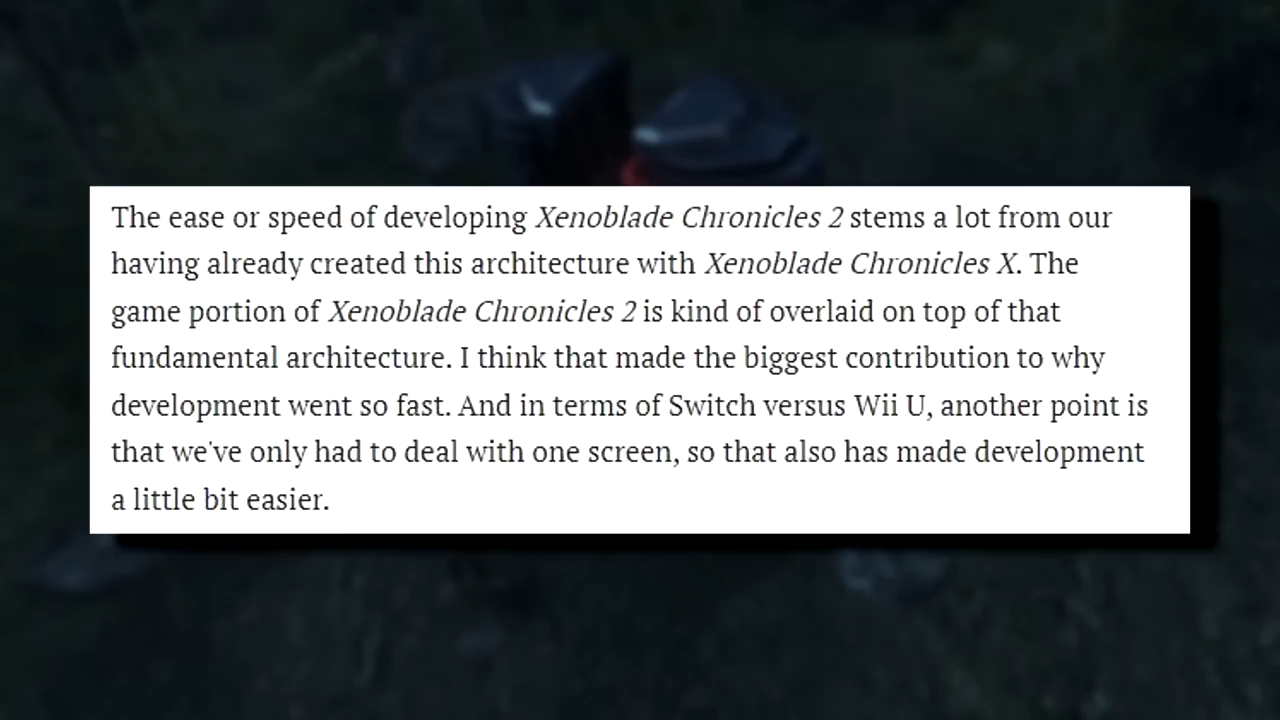 The ease or speed of developing Xenoblade Chronicles 2 stems a lot from our
having already created this architecture with Xenoblade Chronicles X. The
game portion of Xenoblade Chronicles 2 is kind of overlaid on top of that
fundamental architecture. I think that made the biggest contribution to why
development went so fast. And in terms of Switch versus Wii U, another point is
that we've only had to deal with one screen, so that also has made development
a little bit easier.